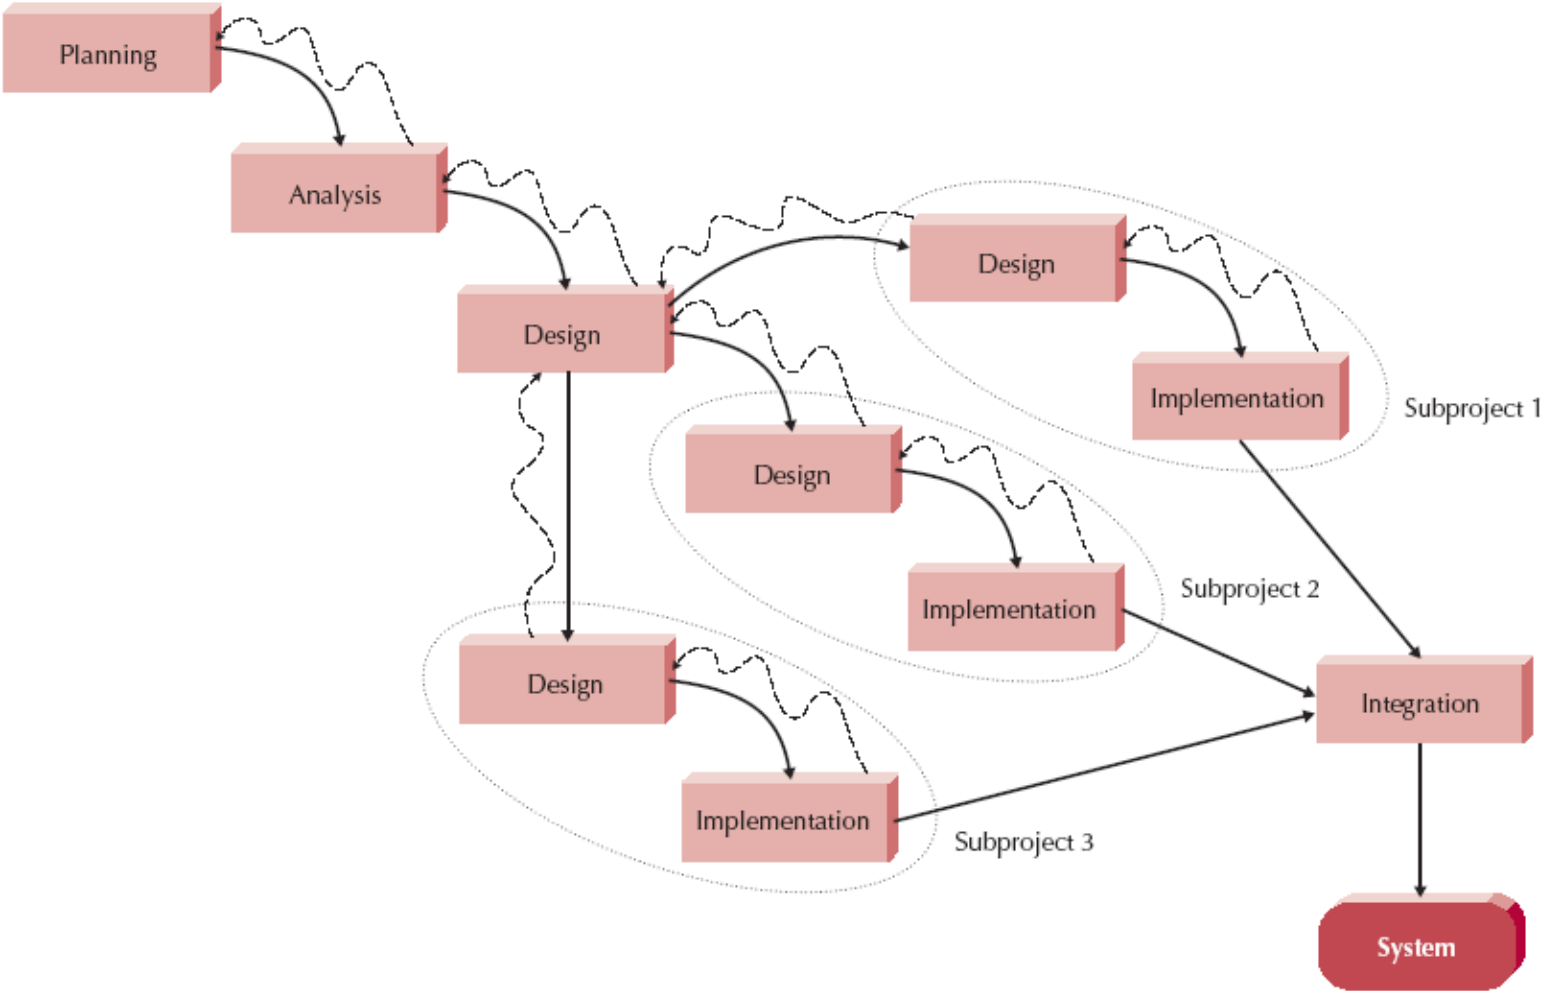 Planning
Analysis
Design
Design
Implementation
Subproject 1
Design
Implementation
Subproject 2
Design
Implementation
Subproject 3
Integration
System